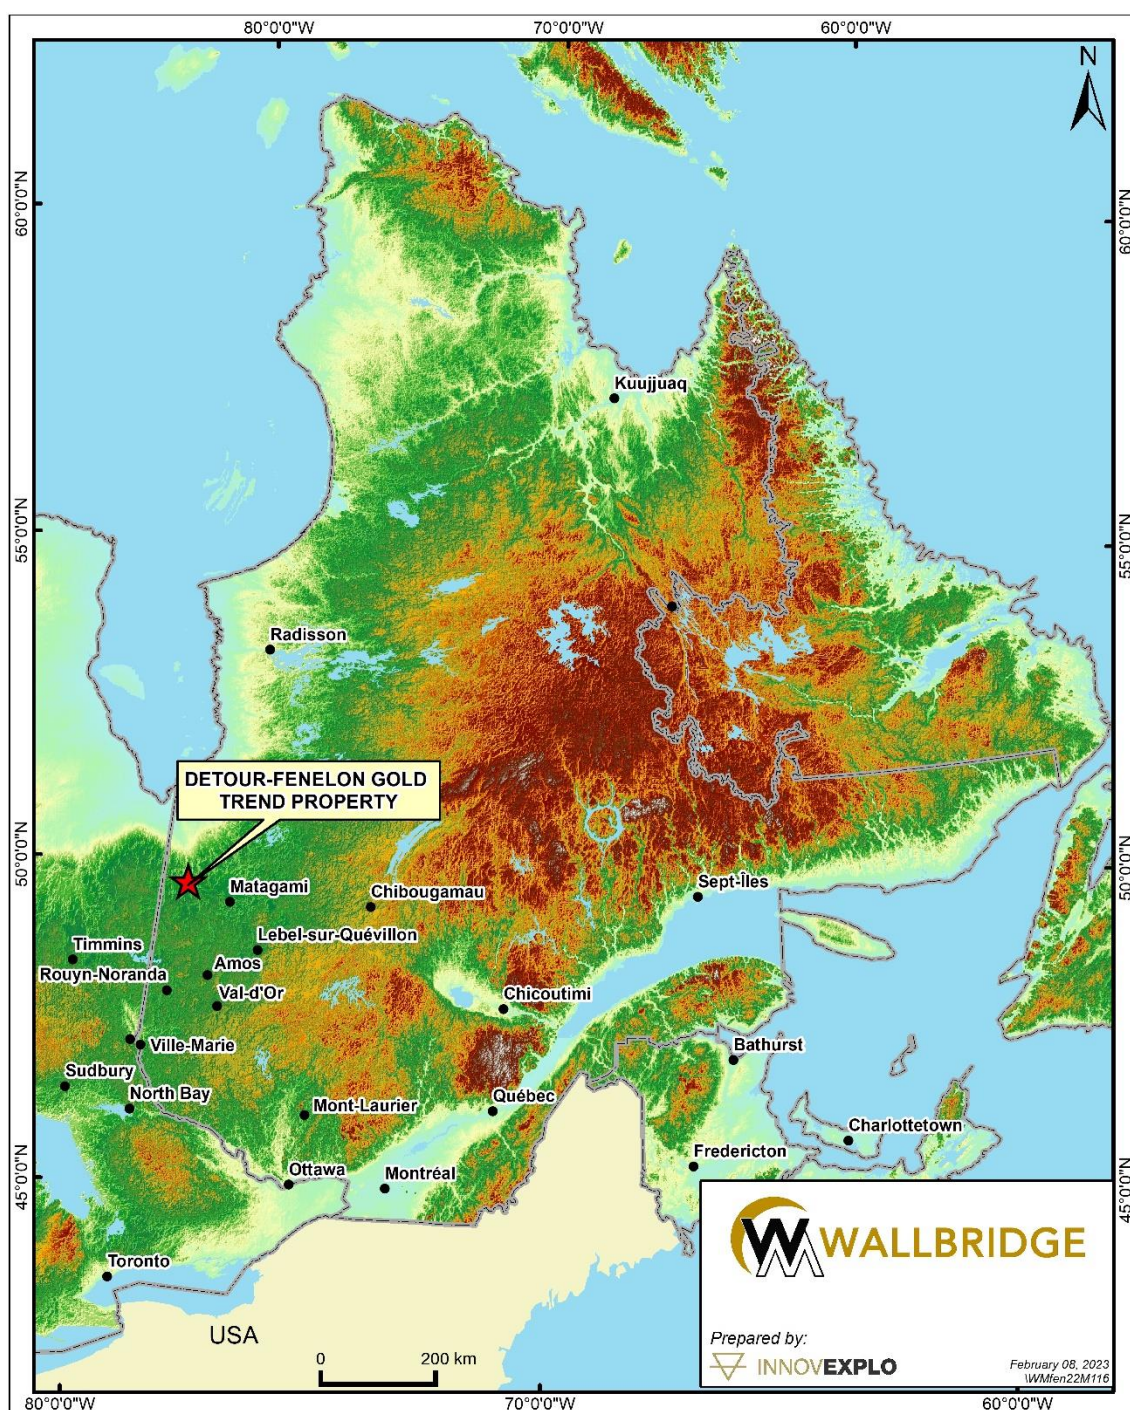 80°0'0"W
70°0'0"W
60°0'0"W
N
60°0'0"N
60°0'0"N
Kuujjuaq
55°0'0"N
55°0'0"N
Radisson
DETOUR-FENELON GOLD
TREND PROPERTY
50°0'0"N
50°0'0"N
Matagami
Chibougamau
Sept-Îles
Timmins
Lebel-sur-Quévillon
Rouyn-Noranda
Amos
Val-d'Or
Chicoutimi
Ville-Marie
Bathurst
Sudbury
North Bay
Mont-Laurier
Québec
Charlottetown
Ottawa
Montréal
Fredericton
45°0'0"N
45°0'0"N
Toronto
USA
0 200 km
WM WALLBRIDGE
Prepared by:
INNOVEXPLO
February 08, 2023
\WMfen22M116
80°0'0"W
70°0'0"W
60°0'0"W